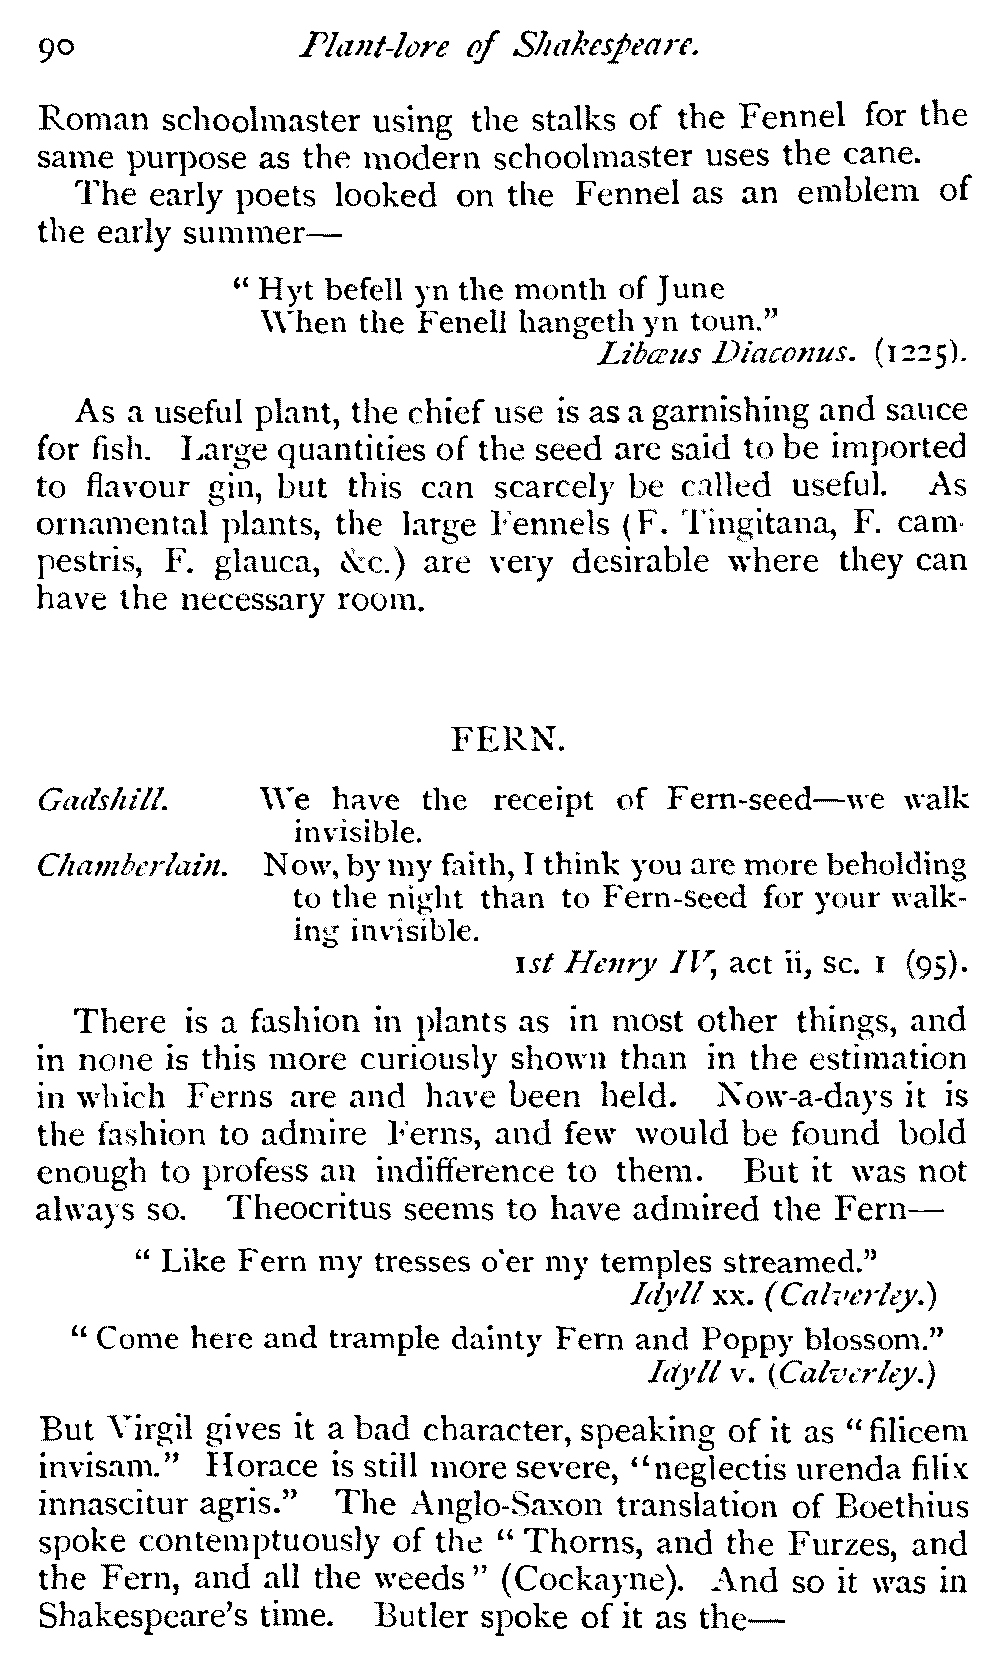 90 Plant-lore of Shakespeare.
Roman schoolmaster using the stalks of the Fennel for the
same purpose as the modern schoolmaster uses the cane.
The early poets looked on the Fennel as an emblem of
the early summer—
“ Hyt befell yn the month of June
When the Fenell hangeth yn toun.”
Libæus Diaconus. (1225).
As a useful plant, the chief use is as a garnishing and sauce
for fish. Large quantities of the seed are said to be imported
to flavour gin, but this can scarcely be called useful. As
ornamental plants, the large Fennels (F. Tingitana, F. cam-
pestris, F. glauca, &c.) are very desirable where they can
have the necessary room.
FERN.
Gadshill. We have the receipt of Fern-seed—we walk
invisible.
Chamberlain. Now, by my faith, I think you are more beholding
to the night than to Fern-seed for your walk-
ing invisible.
1st Henry IV, act ii, sc. 1 (95).
There is a fashion in plants as in most other things, and
in none is this more curiously shown than in the estimation
in which Ferns are and have been held. Now-a-days it is
the fashion to admire Ferns, and few would be found bold
enough to profess an indifference to them. But it was not
always so. Theocritus seems to have admired the Fern—
“ Like Fern my tresses o'er my temples streamed.”
Idyll xx. (Calverley.)
“ Come here and trample dainty Fern and Poppy blossom.”
Idyll v. (Calverley.)
But Virgil gives it a bad character, speaking of it as “filicem
invisam.” Horace is still more severe, “neglectis urenda filix
innascitur agris.” The Anglo-Saxon translation of Boethius
spoke contemptuously of the “ Thorns, and the Furzes, and
the Fern, and all the weeds” (Cockayne). And so it was in
Shakespeare's time. Butler spoke of it as the—